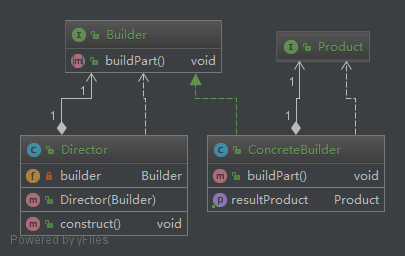 Builder
buildPart() void
Product
1
1
1
1
Director
builder Builder
Director(Builder)
construct() void
ConcreteBuilder
buildPart() void
resultProduct Product
Powered by yFiles